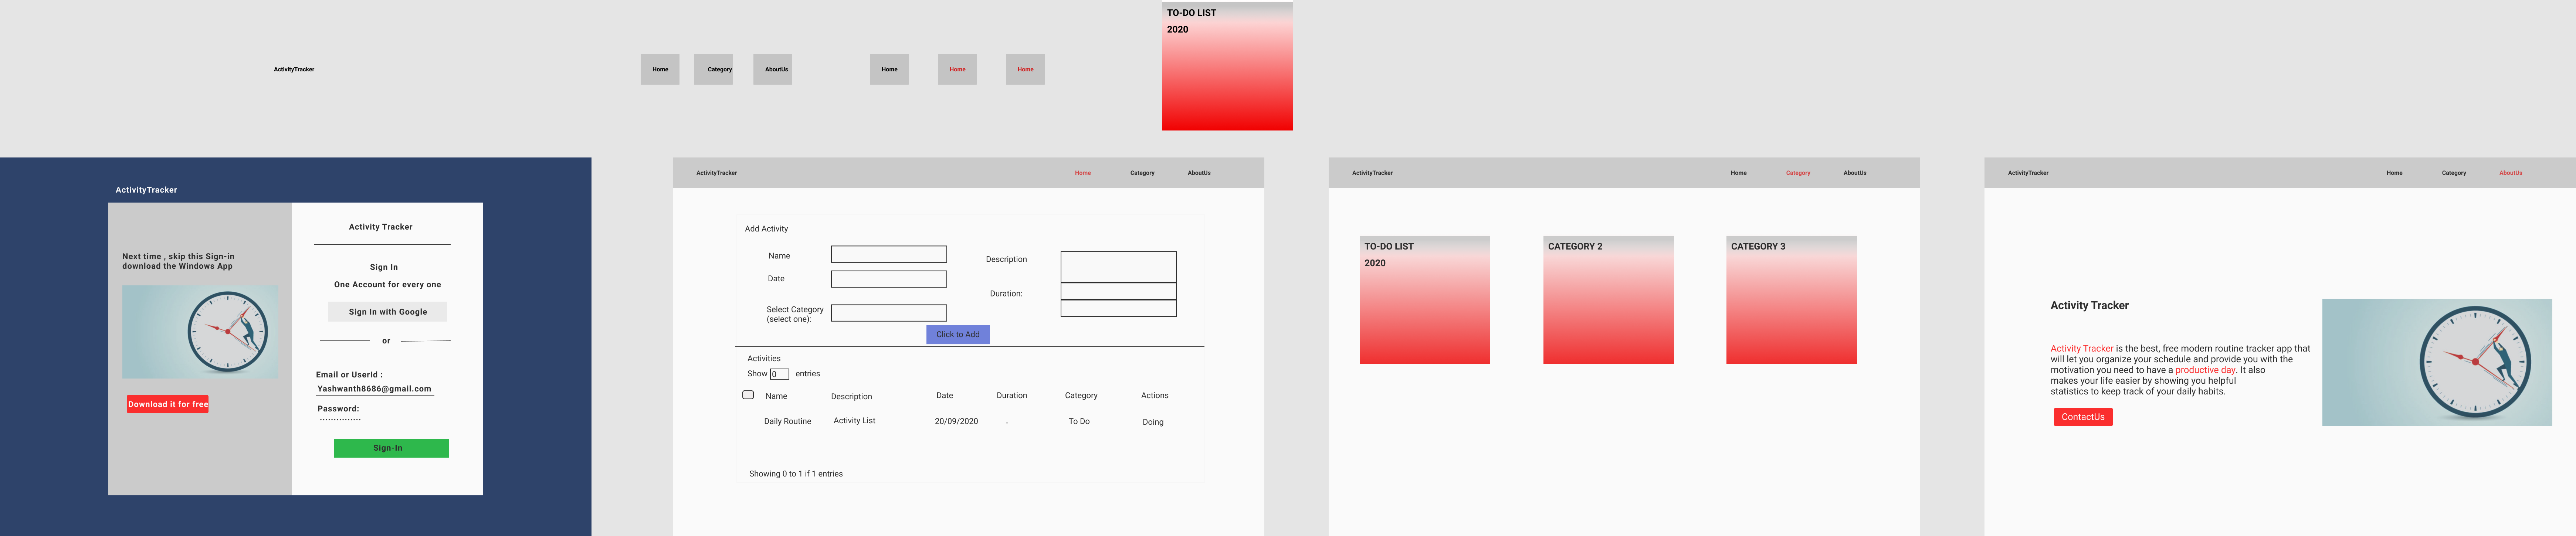 TO-DO LIST
2020
ActivityTracker
Home
Category
AboutUs
Home
Home
Home
ActivityTracker
Next time , skip this Sign-in
download the Windows App
Download it for free
Activity Tracker
Sign In
One Account for every one
Sign In with Google
or
Email or UserId :
Yashwanth8686@gmail.com
Password:
...............
Sign-In
ActivityTracker
Home
Category
AboutUs
Add Activity
Name
Description
Date
Duration:
Select Category
(select one):
Click to Add
Activities
Show 0 entries
Name Description Date Duration Category Actions
Daily Routine Activity List 20/09/2020 - To Do Doing
Showing 0 to 1 if 1 entries
ActivityTracker
Home
Category
AboutUs
TO-DO LIST
2020
CATEGORY 2
CATEGORY 3
ActivityTracker
Home
Category
AboutUs
Activity Tracker
Activity Tracker is the best, free modern routine tracker app that
will let you organize your schedule and provide you with the
motivation you need to have a productive day. It also
makes your life easier by showing you helpful
statistics to keep track of your daily habits.
ContactUs